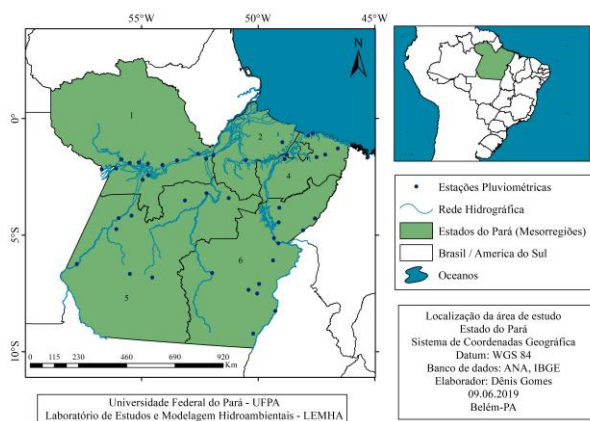 55°W
50°W
45°W
N
0°
5°S
10°S
1
2
4
5
6
0 115 230 460 690 920
Km
Universidade Federal do Pará - UFPA
Laboratório de Estudos e Modelagem Hidroambientais - LEMHA
Estações Pluviométricas
Rede Hidrográfica
Estados do Pará (Mesorregiões)
Brasil / America do Sul
Oceanos
Localização da área de estudo
Estado do Pará
Sistema de Coordenadas Geográfica
Datum: WGS 84
Banco de dados: ANA, IBGE
Elaborador: Dênis Gomes
09.06.2019
Belém-PA